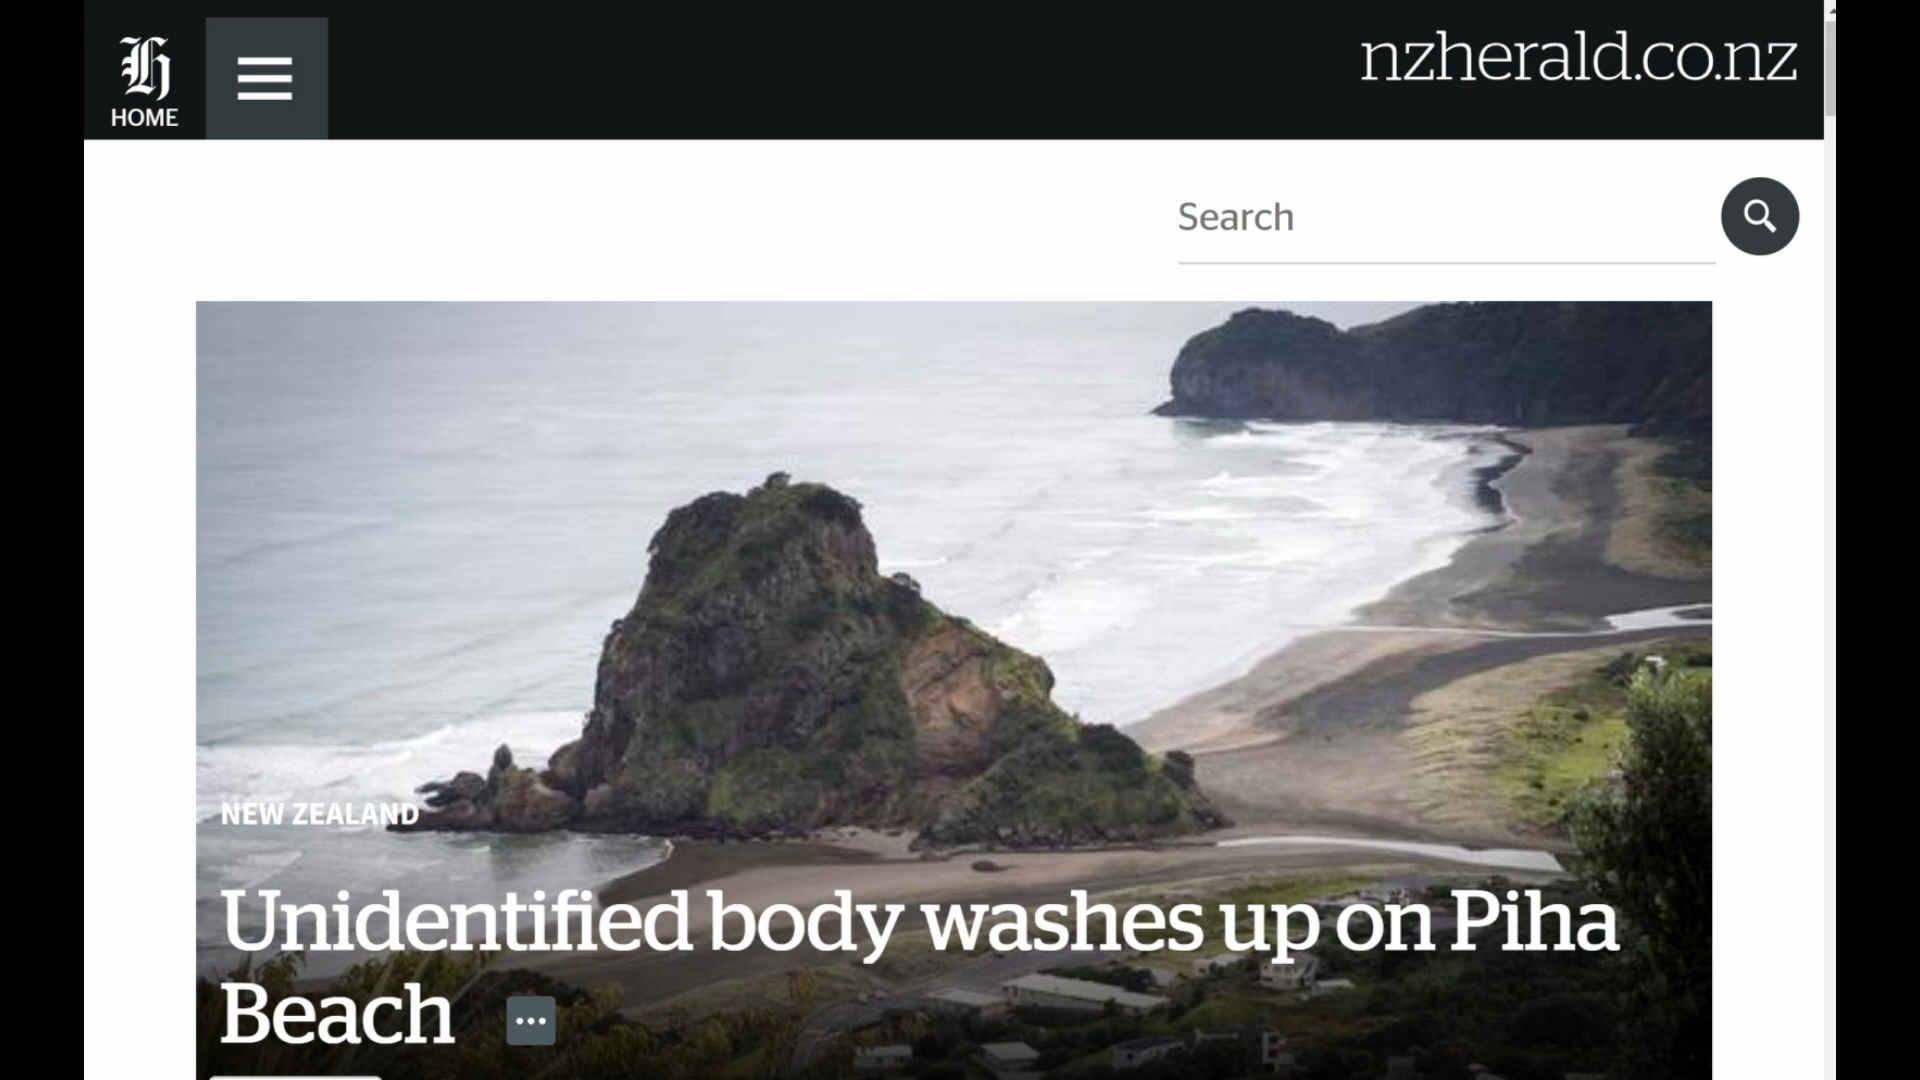 HOME
nzherald.co.nz
Search
NEW ZEALAND
Unidentified body washes up on Piha
Beach